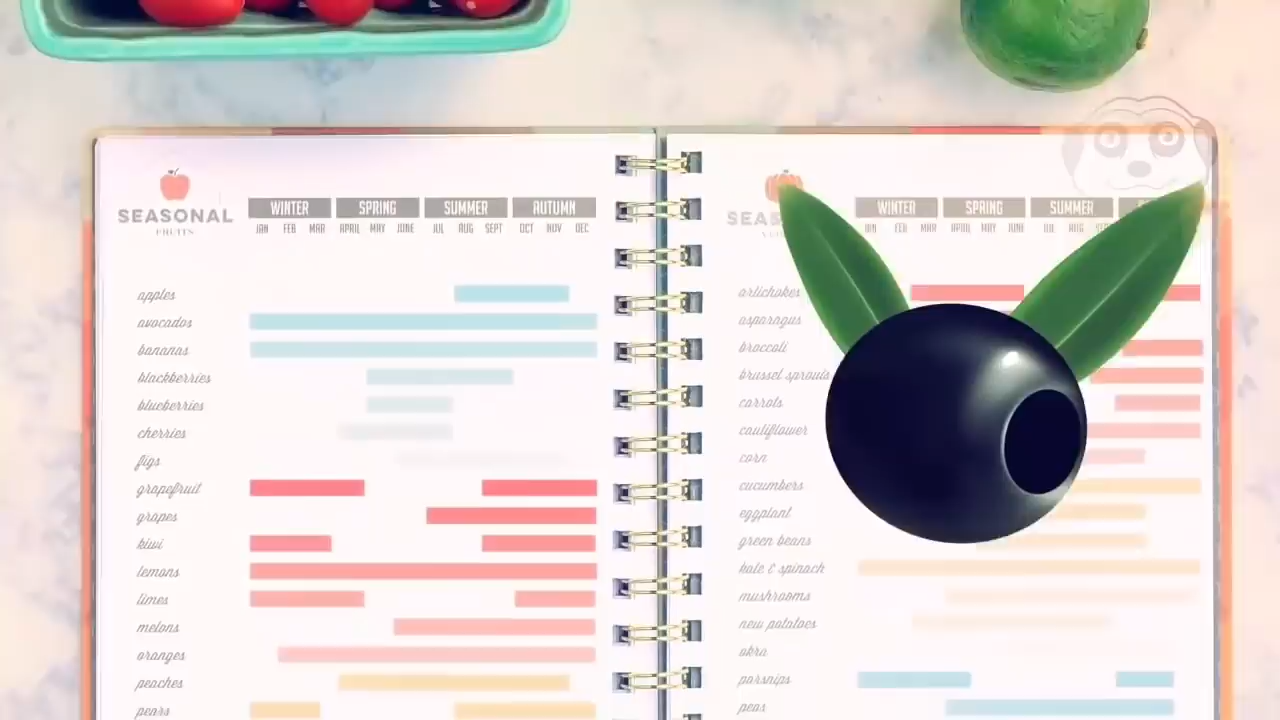 SEASONAL
FRUITS
WINTER SPRING SUMMER AUTUMN
JAN FEB MAR APRIL MAY JUNE JUL AUG SEPT OCT NOV DEC
apples
avocados
bananas
blackberries
blueberries
cherries
figs
grapefruit
grapes
kiwi
lemons
limes
melons
oranges
peaches
pears
WINTER SPRING SUMMER
JAN FEB MAR APRIL MAY JUNE JUL AUG
artichokes
asparagus
broccoli
brussel sprouts
carrots
cauliflower
corn
cucumbers
eggplant
green beans
kale & spinach
mushrooms
new potatoes
okra
parsnips
peas